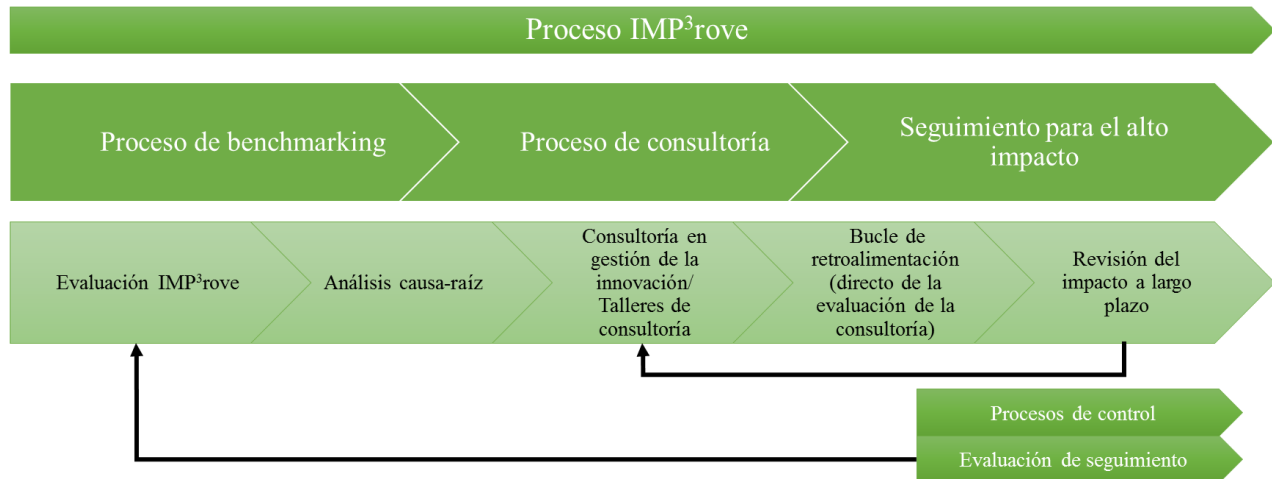 Proceso IMP³rove
Proceso de benchmarking
Proceso de consultoría
Seguimiento para el alto
impacto
Evaluación IMP³rove
Análisis causa-raíz
Consultoría en
gestión de la
innovación/
Talleres de
consultoría
Bucle de
retroalimentación
(directo de la
evaluación de la
consultoría)
Revisión del
impacto a largo
plazo
Procesos de control
Evaluación de seguimiento